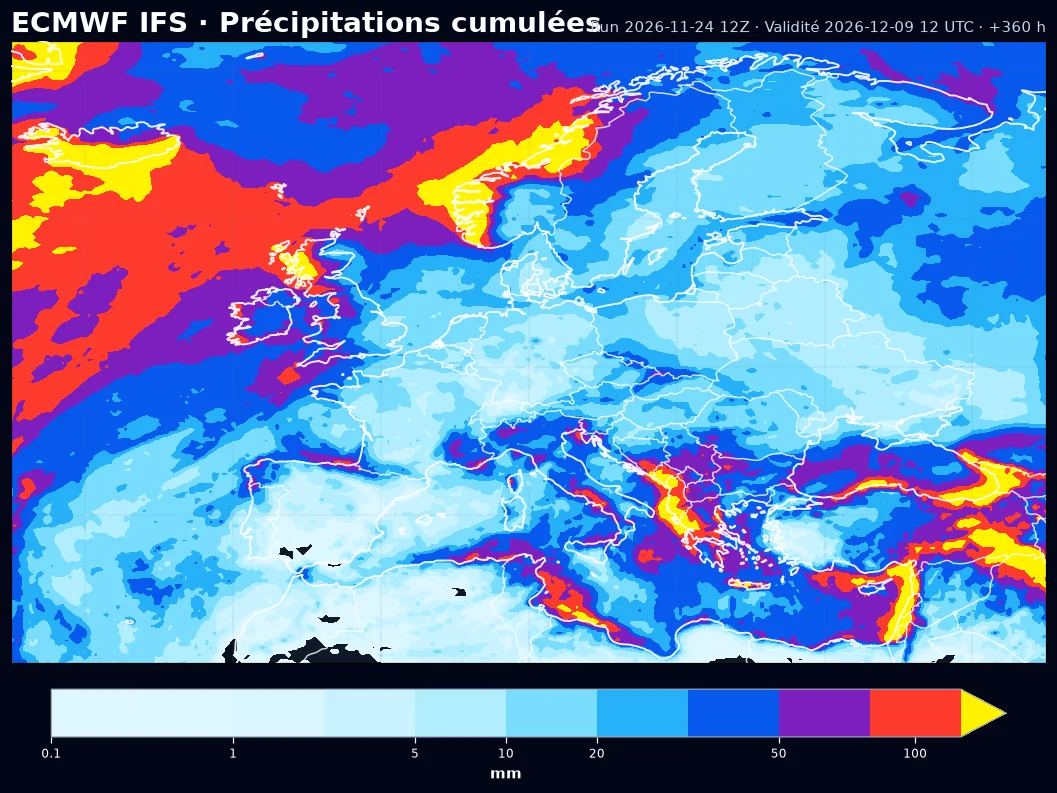 ECMWF IFS · Précipitations cumulées
Run 2026-11-24 12Z · Validité 2026-12-09 12 UTC · +360 h
0.1 1 5 10 20 50 100
mm